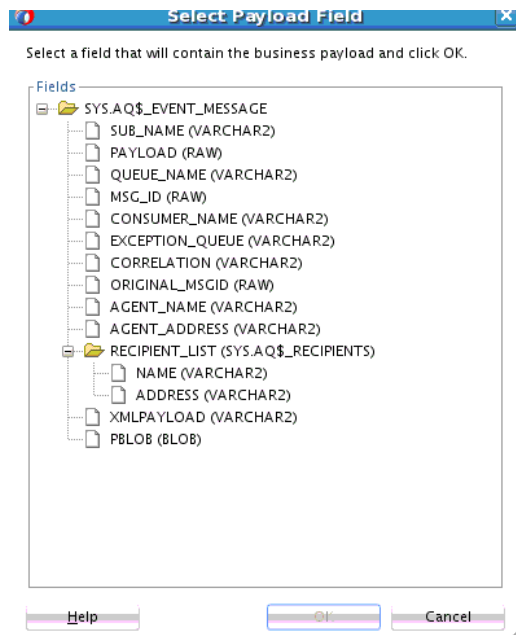 Select Payload Field
Select a field that will contain the business payload and click OK.
Fields
SYS.AQ$_EVENT_MESSAGE
SUB_NAME (VARCHAR2)
PAYLOAD (RAW)
QUEUE_NAME (VARCHAR2)
MSG_ID (RAW)
CONSUMER_NAME (VARCHAR2)
EXCEPTION_QUEUE (VARCHAR2)
CORRELATION (VARCHAR2)
ORIGINAL_MSGID (RAW)
AGENT_NAME (VARCHAR2)
AGENT_ADDRESS (VARCHAR2)
RECIPIENT_LIST (SYS.AQ$_RECIPIENTS)
NAME (VARCHAR2)
ADDRESS (VARCHAR2)
XMLPAYLOAD (VARCHAR2)
PBLOB (BLOB)
Help OK Cancel